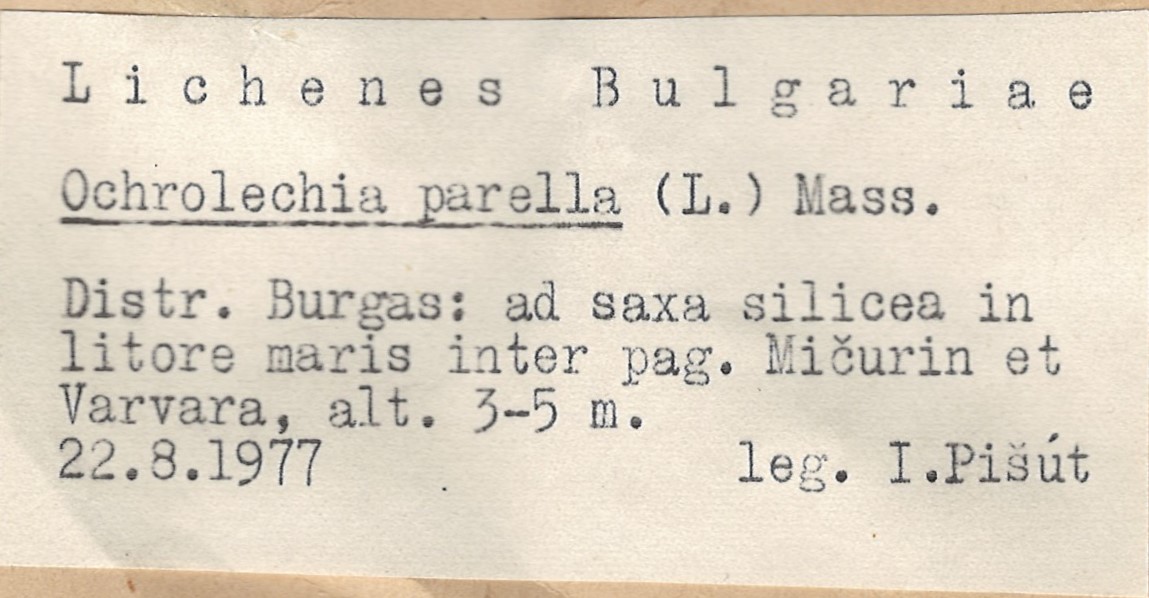 Lichenes Bulgariae
Ochrolechia parella (L.) Mass.
Distr. Burgas: ad saxa silicea in
litore maris inter pag. Mičurin et
Varvara, alt. 3-5 m.
22.8.1977 leg. I.Pišút